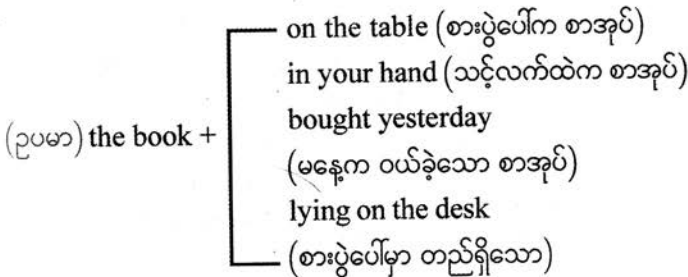 on the table (စားပွဲပေါ်က စာအုပ်)
in your hand (သင့်လက်ထဲက စာအုပ်)
(ဥပမာ) the book + bought yesterday
(မနေ့က ဝယ်ခဲ့သော စာအုပ်)
lying on the desk
(စားပွဲပေါ်မှာ တည်ရှိသော)